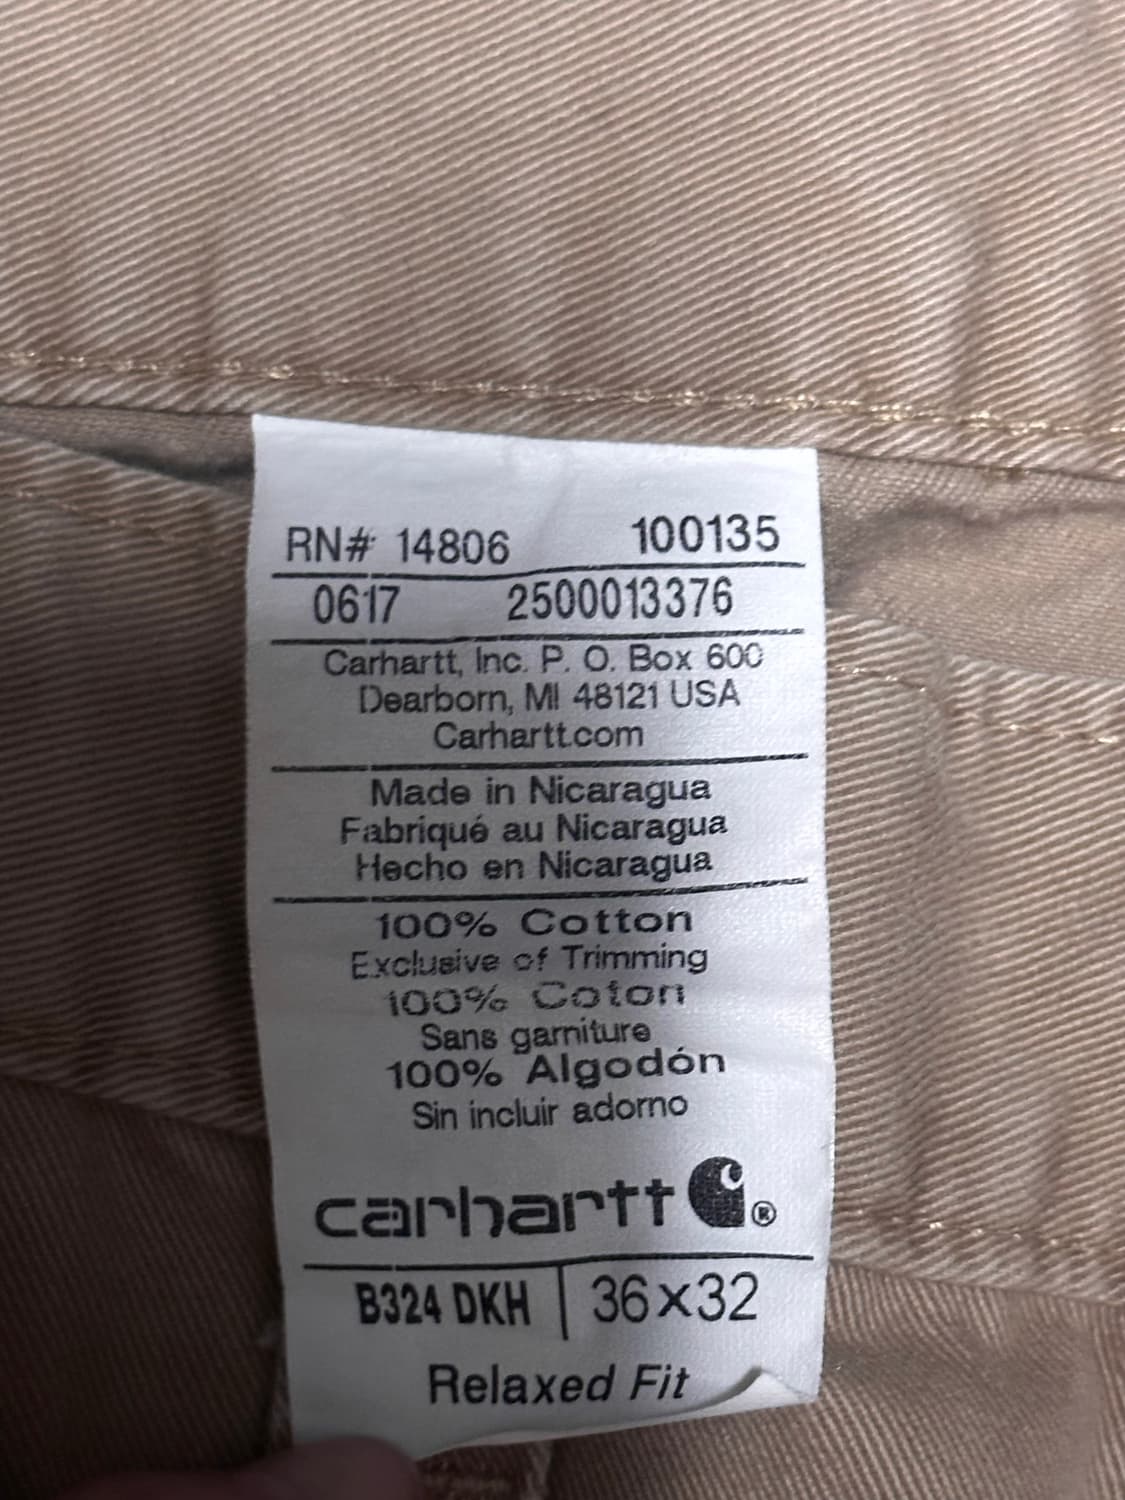 RN# 14806 100135
0617 2500013376
Carhartt, Inc. P. O. Box 600
Dearborn, MI 48121 USA
Carhartt.com
Made in Nicaragua
Fabriqué au Nicaragua
Hecho en Nicaragua
100% Cotton
Exclusive of Trimming
100% Coton
Sans garniture
100% Algodón
Sin incluir adorno
carhartt ®
B324 DKH | 36x32
Relaxed Fit